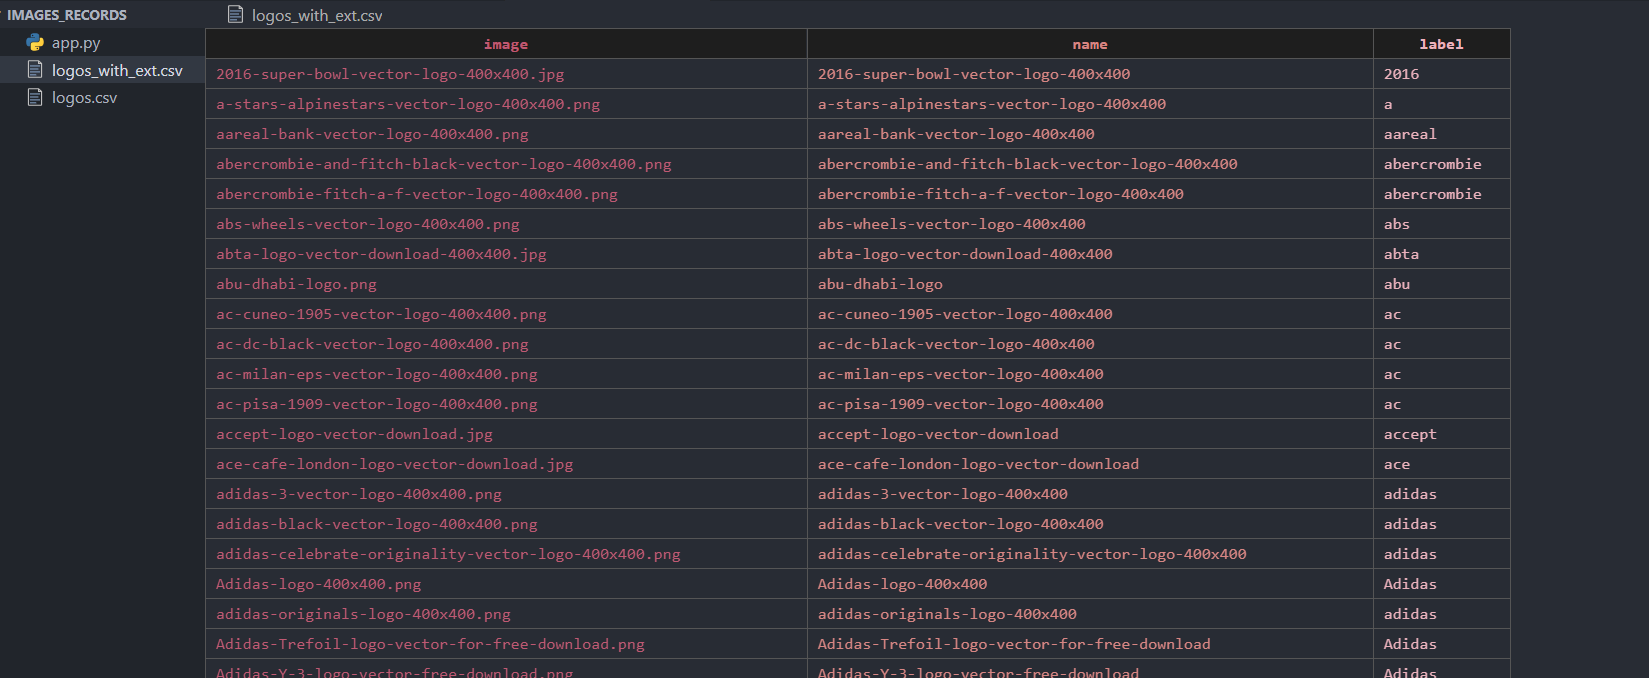 IMAGES_RECORDS
app.py
logos_with_ext.csv
logos.csv
logos_with_ext.csv
image name label
2016-super-bowl-vector-logo-400x400.jpg 2016-super-bowl-vector-logo-400x400 2016
a-stars-alpinestars-vector-logo-400x400.png a-stars-alpinestars-vector-logo-400x400 a
aareal-bank-vector-logo-400x400.png aareal-bank-vector-logo-400x400 aareal
abercrombie-and-fitch-black-vector-logo-400x400.png abercrombie-and-fitch-black-vector-logo-400x400 abercrombie
abercrombie-fitch-a-f-vector-logo-400x400.png abercrombie-fitch-a-f-vector-logo-400x400 abercrombie
abs-wheels-vector-logo-400x400.png abs-wheels-vector-logo-400x400 abs
abta-logo-vector-download-400x400.jpg abta-logo-vector-download-400x400 abta
abu-dhabi-logo.png abu-dhabi-logo abu
ac-cuneo-1905-vector-logo-400x400.png ac-cuneo-1905-vector-logo-400x400 ac
ac-dc-black-vector-logo-400x400.png ac-dc-black-vector-logo-400x400 ac
ac-milan-eps-vector-logo-400x400.png ac-milan-eps-vector-logo-400x400 ac
ac-pisa-1909-vector-logo-400x400.png ac-pisa-1909-vector-logo-400x400 ac
accept-logo-vector-download.jpg accept-logo-vector-download accept
ace-cafe-london-logo-vector-download.jpg ace-cafe-london-logo-vector-download ace
adidas-3-vector-logo-400x400.png adidas-3-vector-logo-400x400 adidas
adidas-black-vector-logo-400x400.png adidas-black-vector-logo-400x400 adidas
adidas-celebrate-originality-vector-logo-400x400.png adidas-celebrate-originality-vector-logo-400x400 adidas
Adidas-logo-400x400.png Adidas-logo-400x400 Adidas
adidas-originals-logo-400x400.png adidas-originals-logo-400x400 adidas
Adidas-Trefoil-logo-vector-for-free-download.png Adidas-Trefoil-logo-vector-for-free-download Adidas
Adidas-Y-3-logo-vector-free-download.png Adidas-Y-3-logo-vector-free-download Adidas